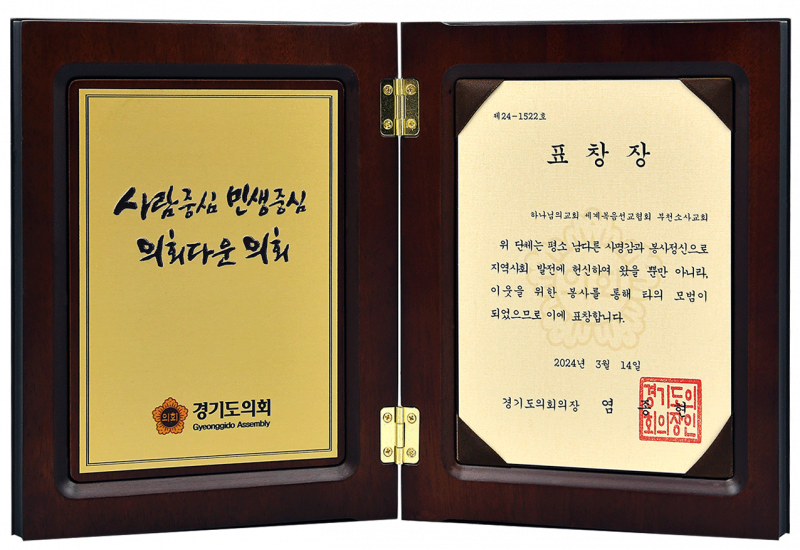 사람중심 민생중심
의회다운 의회
의회
경기도의회
Gyeonggido Assembly
제24-1522호
표창장
하나님의교회 세계복음선교협회 부천소사교회
위 단체는 평소 남다른 사명감과 봉사정신으로
지역사회 발전에 헌신하여 왔을 뿐만 아니라,
이웃을 위한 봉사를 통해 타의 모범이
되었으므로 이에 표창합니다.
2024년 3월 14일
경기도의회의장 염 종 현
경기도의
회의장인